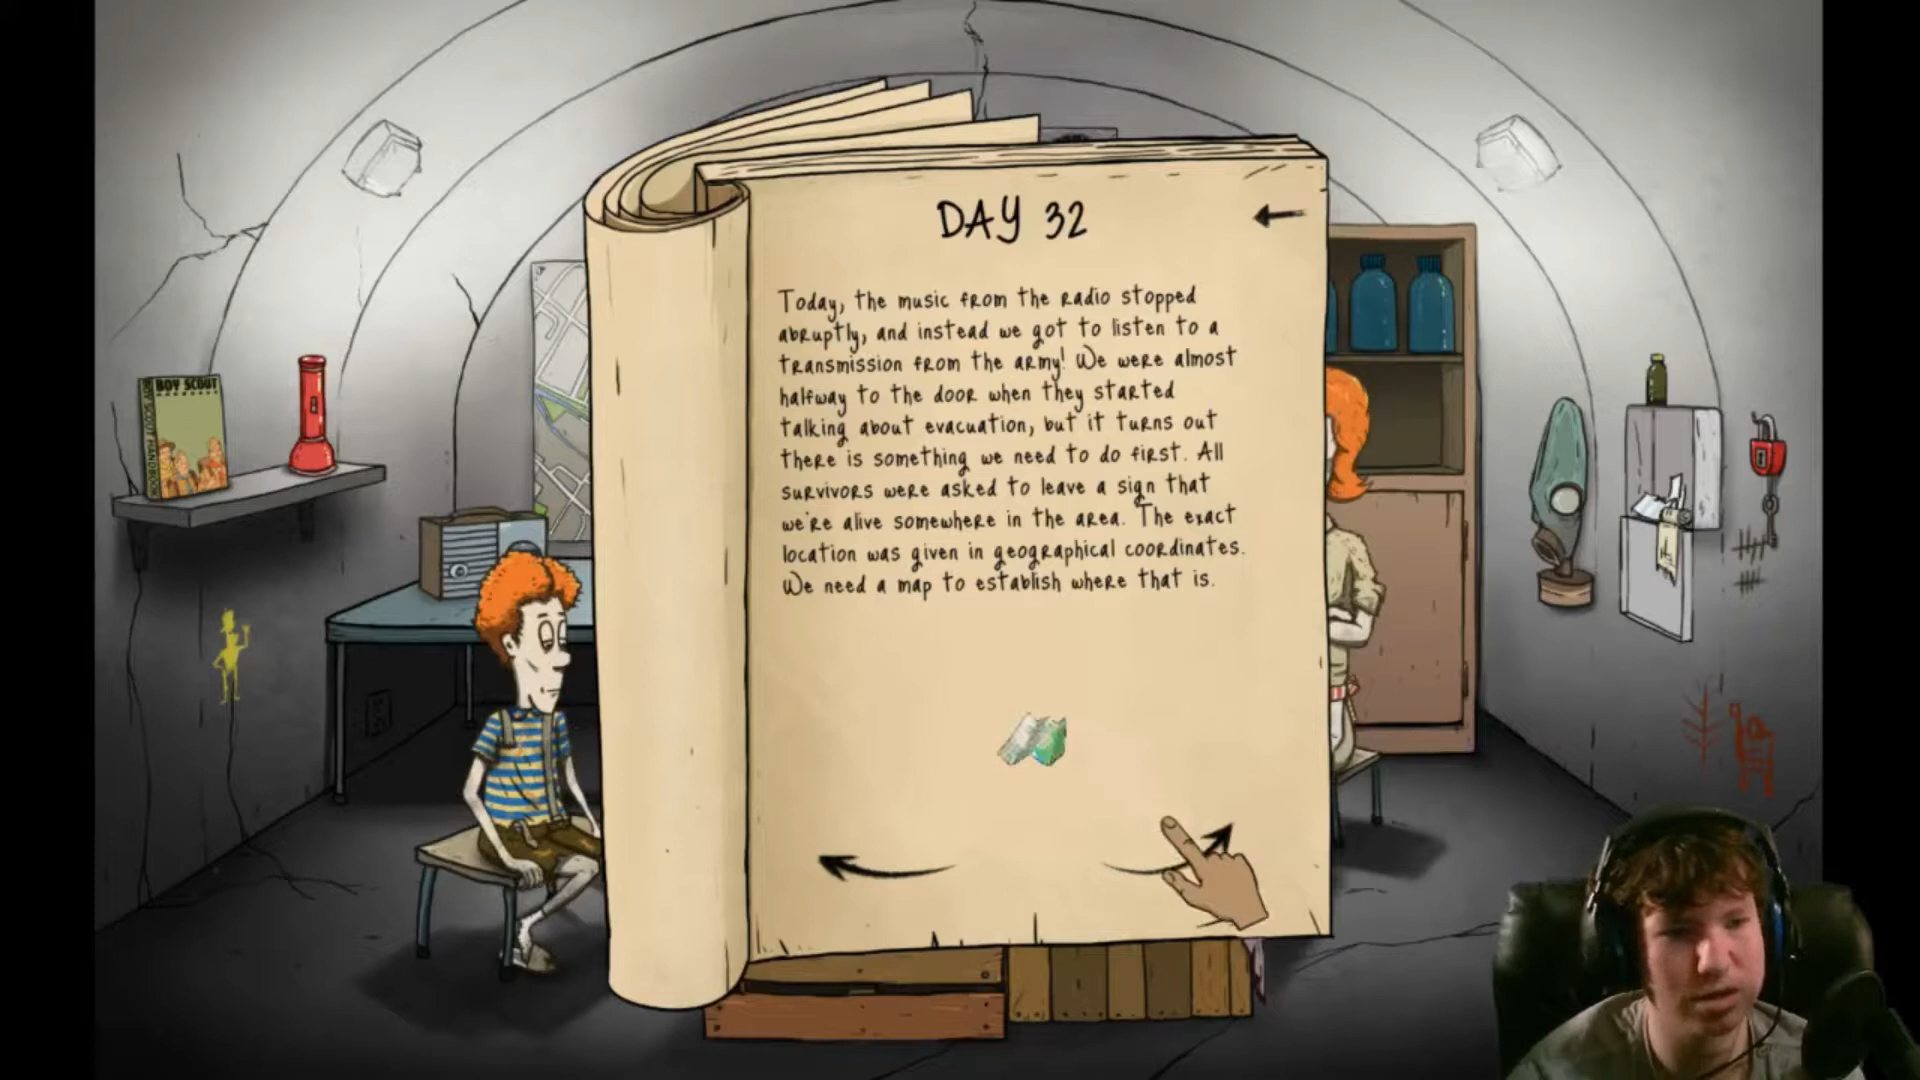 DAY 32
Today, the music from the radio stopped
abruptly, and instead we got to listen to a
transmission from the army! We were almost
halfway to the door when they started
talking about evacuation, but it turns out
there is something we need to do first. All
survivors were asked to leave a sign that
we're alive somewhere in the area. The exact
location was given in geographical coordinates.
We need a map to establish where that is.
BOY SCOUT
BOY SCOUT HANDBOOK